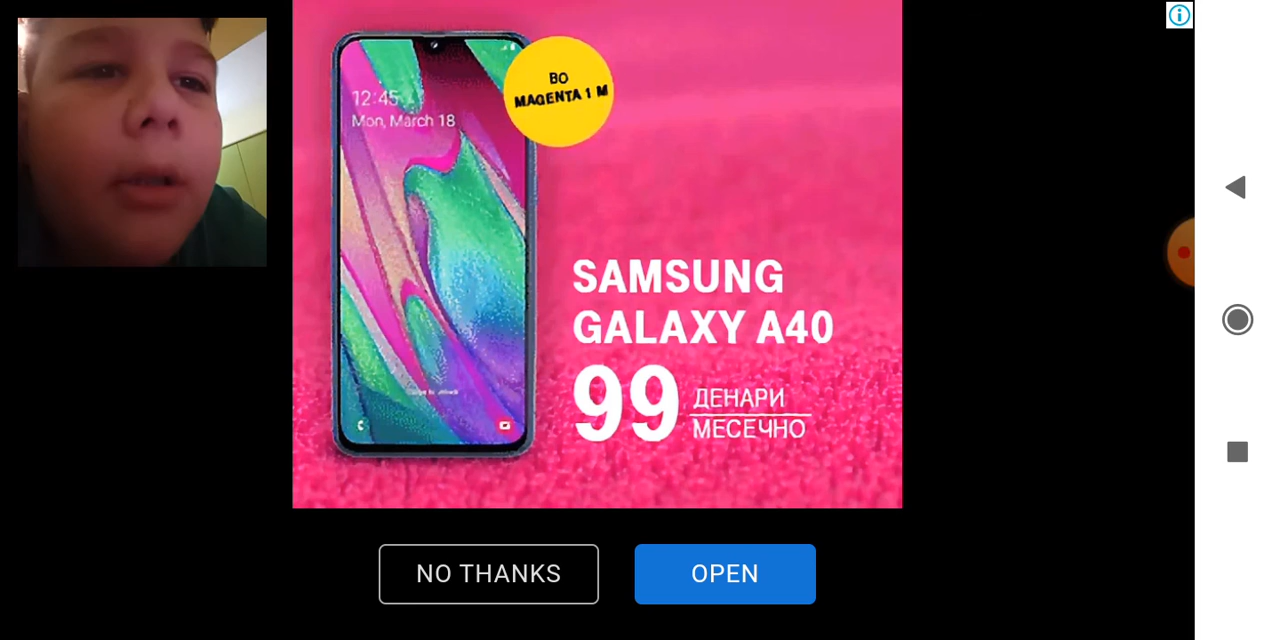 ВО
MAGENTA 1 М
12:45
Mon, March 18
SAMSUNG
GALAXY A40
99 ДЕНАРИ
МЕСЕЧНО
NO THANKS
OPEN